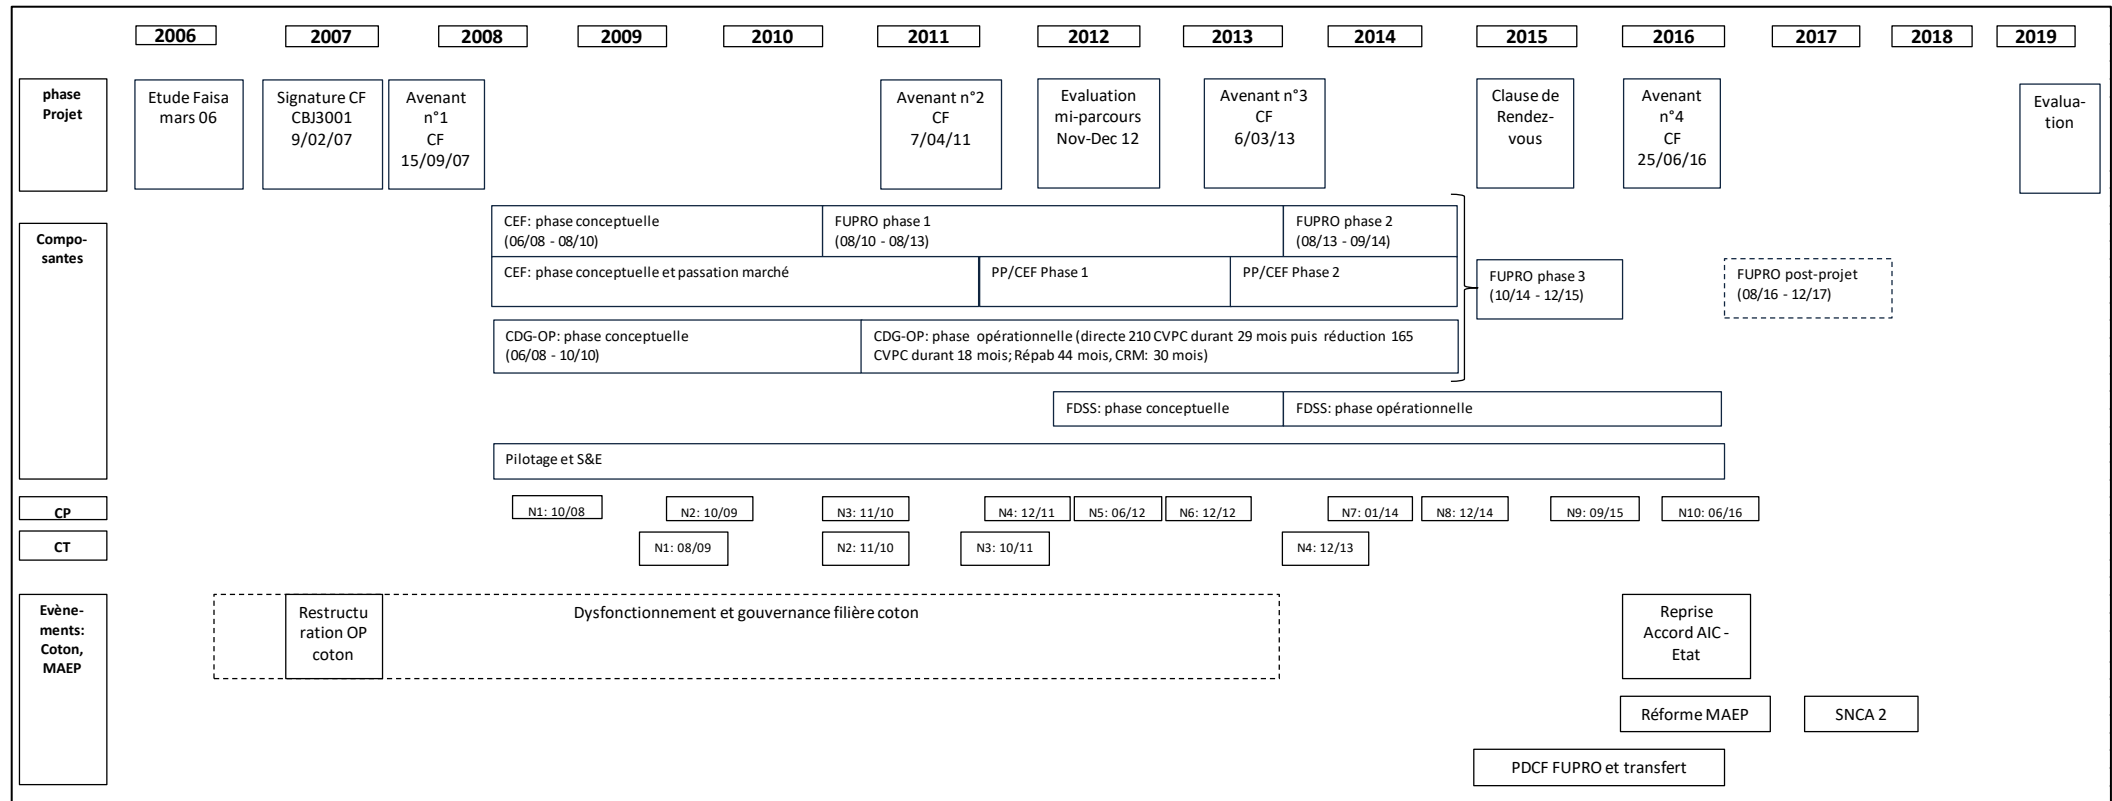 2006 2007 2008 2009 2010 2011 2012 2013 2014 2015 2016 2017 2018 2019
phase
Projet
Etude Faisa
mars 06
Signature CF
CBJ3001
9/02/07
Avenant
n°1
CF
15/09/07
Avenant n°2
CF
7/04/11
Evaluation
mi-parcours
Nov-Dec 12
Avenant n°3
CF
6/03/13
Clause de
Rendez-
vous
Avenant
n°4
CF
25/06/16
Evalua-
tion
Compo-
santes
CEF: phase conceptuelle
(06/08 - 08/10)
FUPRO phase 1
(08/10 - 08/13)
FUPRO phase 2
(08/13 - 09/14)
CEF: phase conceptuelle et passation marché
PP/CEF Phase 1
PP/CEF Phase 2
FUPRO phase 3
(10/14 - 12/15)
FUPRO post-projet
(08/16 - 12/17)
CDG-OP: phase conceptuelle
(06/08 - 10/10)
CDG-OP: phase opérationnelle (directe 210 CVPC durant 29 mois puis réduction 165
CVPC durant 18 mois; Répab 44 mois, CRM: 30 mois)
FDSS: phase conceptuelle
FDSS: phase opérationnelle
Pilotage et S&E
CP
N1: 10/08
N2: 10/09
N3: 11/10
N4: 12/11
N5: 06/12
N6: 12/12
N7: 01/14
N8: 12/14
N9: 09/15
N10: 06/16
CT
N1: 08/09
N2: 11/10
N3: 10/11
N4: 12/13
Evène-
ments:
Coton,
MAEP
Restructu
ration OP
coton
Dysfonctionnement et gouvernance filière coton
Reprise
Accord AIC -
Etat
Réforme MAEP
SNCA 2
PDCF FUPRO et transfert